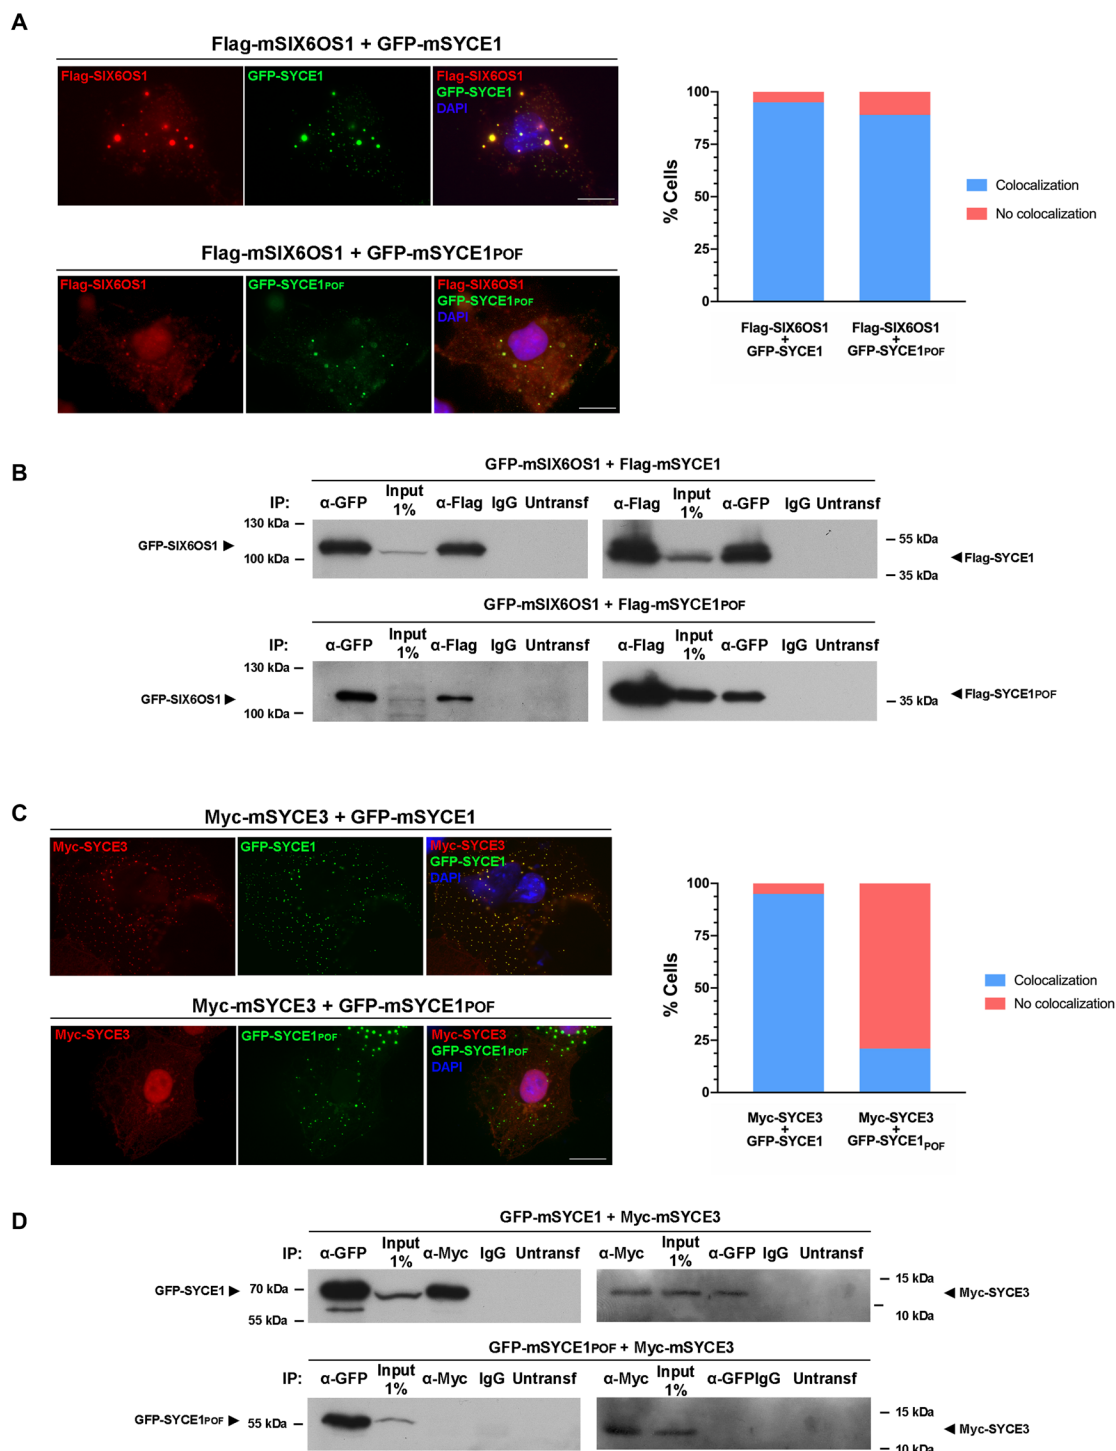 A
Flag-mSIX6OS1 + GFP-mSYCE1
Flag-SIX6OS1
GFP-SYCE1
Flag-SIX6OS1
GFP-SYCE1
DAPI
Flag-mSIX6OS1 + GFP-mSYCE1POF
Flag-SIX6OS1
GFP-SYCE1POF
Flag-SIX6OS1
GFP-SYCE1POF
DAPI
% Cells
100
75
50
25
0
Flag-SIX6OS1
+
GFP-SYCE1
Flag-SIX6OS1
+
GFP-SYCE1POF
Colocalization
No colocalization
B
GFP-mSIX6OS1 + Flag-mSYCE1
IP: α-GFP Input 1% α-Flag IgG Untransf
α-Flag Input 1% α-GFP IgG Untransf
130 kDa
GFP-SIX6OS1
100 kDa
55 kDa
Flag-SYCE1
35 kDa
GFP-mSIX6OS1 + Flag-mSYCE1POF
IP: α-GFP Input 1% α-Flag IgG Untransf
α-Flag Input 1% α-GFP IgG Untransf
130 kDa
GFP-SIX6OS1
100 kDa
Flag-SYCE1POF
35 kDa
C
Myc-mSYCE3 + GFP-mSYCE1
Myc-SYCE3
GFP-SYCE1
Myc-SYCE3
GFP-SYCE1
DAPI
Myc-mSYCE3 + GFP-mSYCE1POF
Myc-SYCE3
GFP-SYCE1POF
Myc-SYCE3
GFP-SYCE1POF
DAPI
% Cells
100
75
50
25
0
Myc-SYCE3
+
GFP-SYCE1
Myc-SYCE3
+
GFP-SYCE1POF
Colocalization
No colocalization
D
GFP-mSYCE1 + Myc-mSYCE3
IP: α-GFP Input 1% α-Myc IgG Untransf
α-Myc Input 1% α-GFP IgG Untransf
GFP-SYCE1
70 kDa
55 kDa
15 kDa
Myc-SYCE3
10 kDa
GFP-mSYCE1POF + Myc-mSYCE3
IP: α-GFP Input 1% α-Myc IgG Untransf
α-Myc Input 1% α-GFPIgG Untransf
GFP-SYCE1POF
55 kDa
15 kDa
Myc-SYCE3
10 kDa